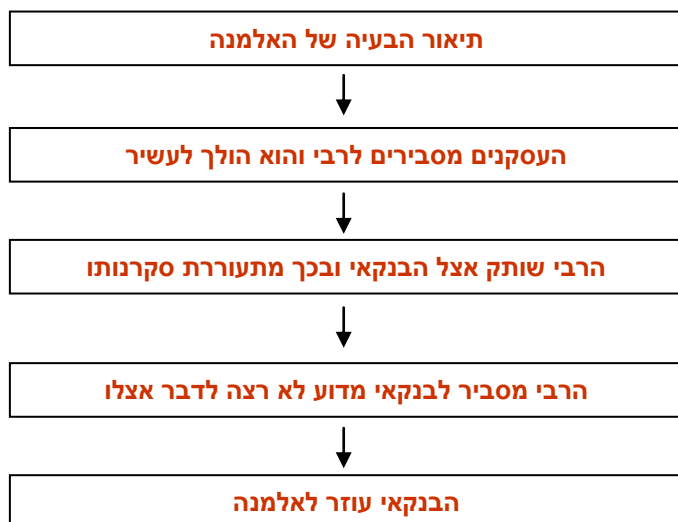 תיאור הבעיה של האלמנה
העסקנים מסבירים לרבי והוא הולך לעשיר
הרבי שותק אצל הבנקאי ובכך מתעוררת סקרנותו
הרבי מסביר לבנקאי מדוע לא רצה לדבר אצלו
הבנקאי עוזר לאלמנה